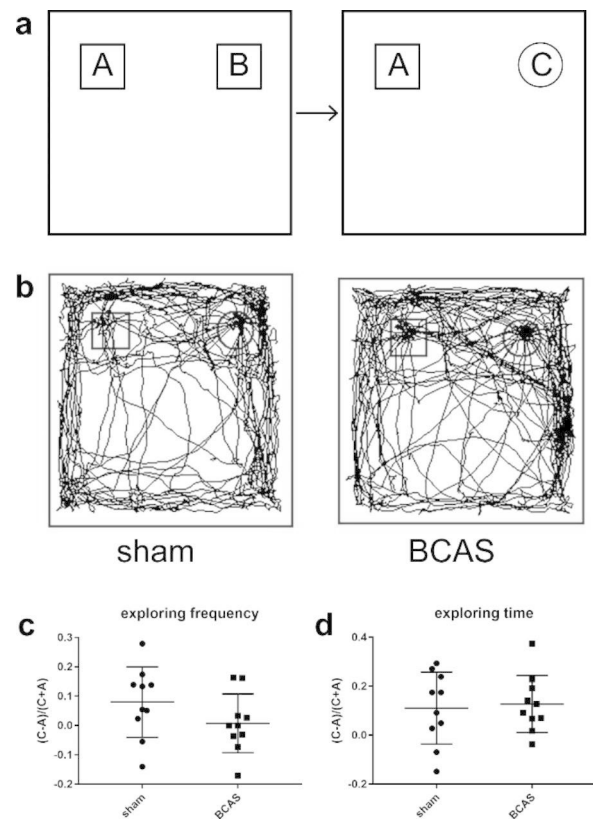 a
A B
A C
b
sham BCAS
c
exploring frequency
(C-A)/(C+A)
0.3
0.2
0.1
0.0
-0.1
-0.2
sham BCAS
d
exploring time
(C-A)/(C+A)
0.4
0.2
0.0
-0.2
sham BCAS